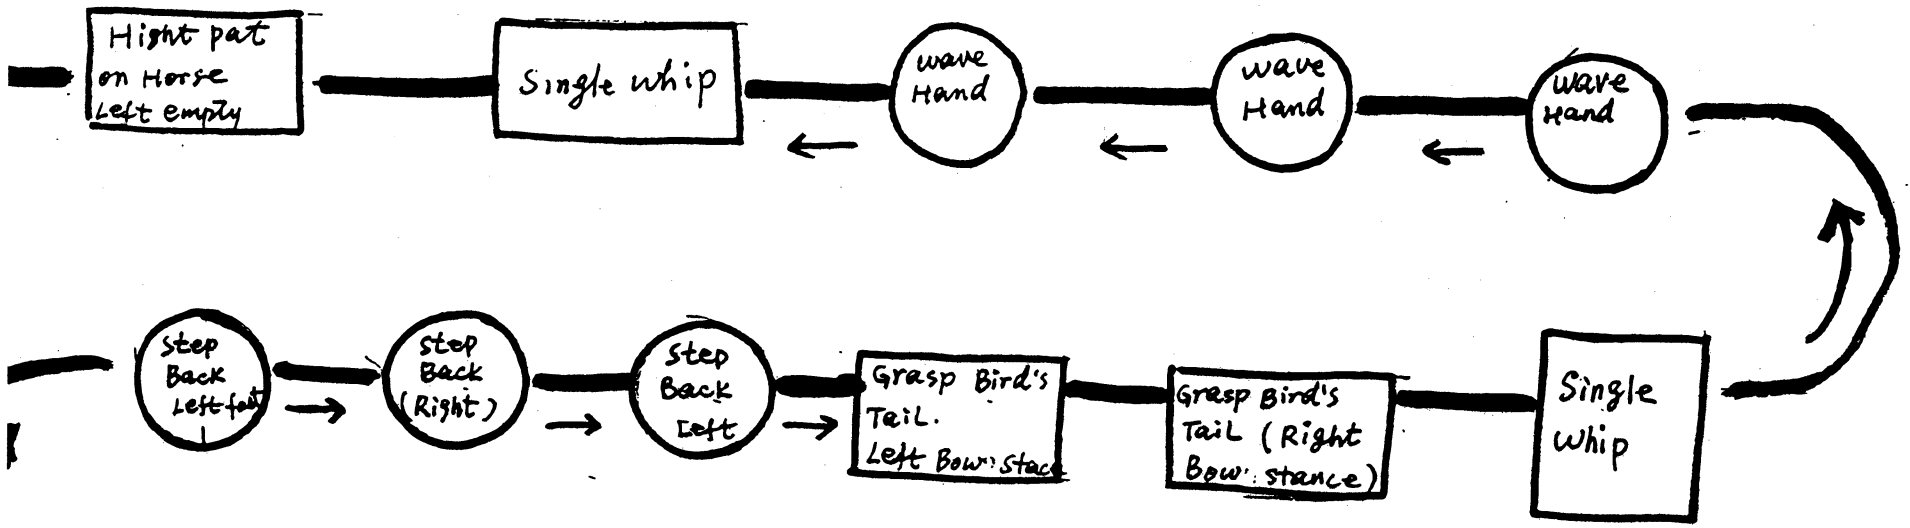 Hight pat
on Horse
Left empty
Single whip
wave
Hand
wave
Hand
wave
Hand
Step
Back
Left foot
Step
Back
(Right)
Step
Back
Left
Grasp Bird's
TaiL.
Left Bow: stace
Grasp Bird's
TaiL (Right
Bow: stance)
Single
whip